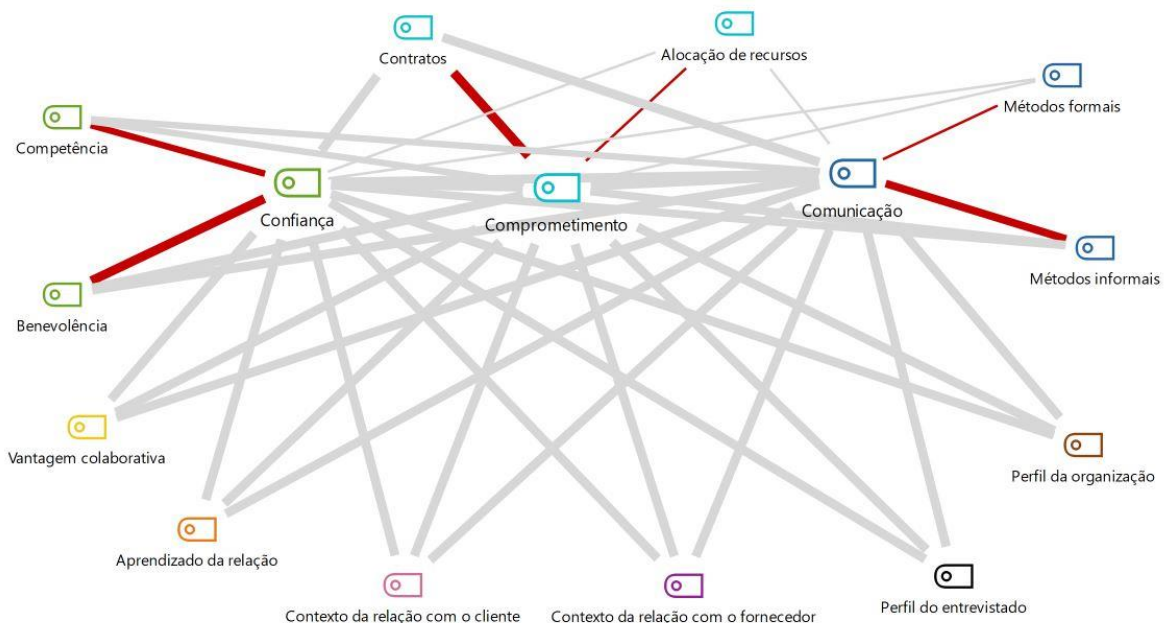 Contratos
Alocação de recursos
Métodos formais
Competência
Confiança
Comprometimento
Comunicação
Métodos informais
Benevolência
Vantagem colaborativa
Perfil da organização
Aprendizado da relação
Contexto da relação com o cliente
Contexto da relação com o fornecedor
Perfil do entrevistado